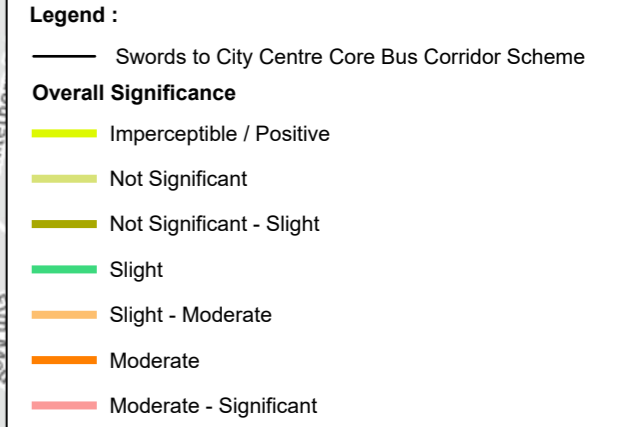 Legend :
Swords to City Centre Core Bus Corridor Scheme
Overall Significance
Imperceptible / Positive
Not Significant
Not Significant - Slight
Slight
Slight - Moderate
Moderate
Moderate - Significant